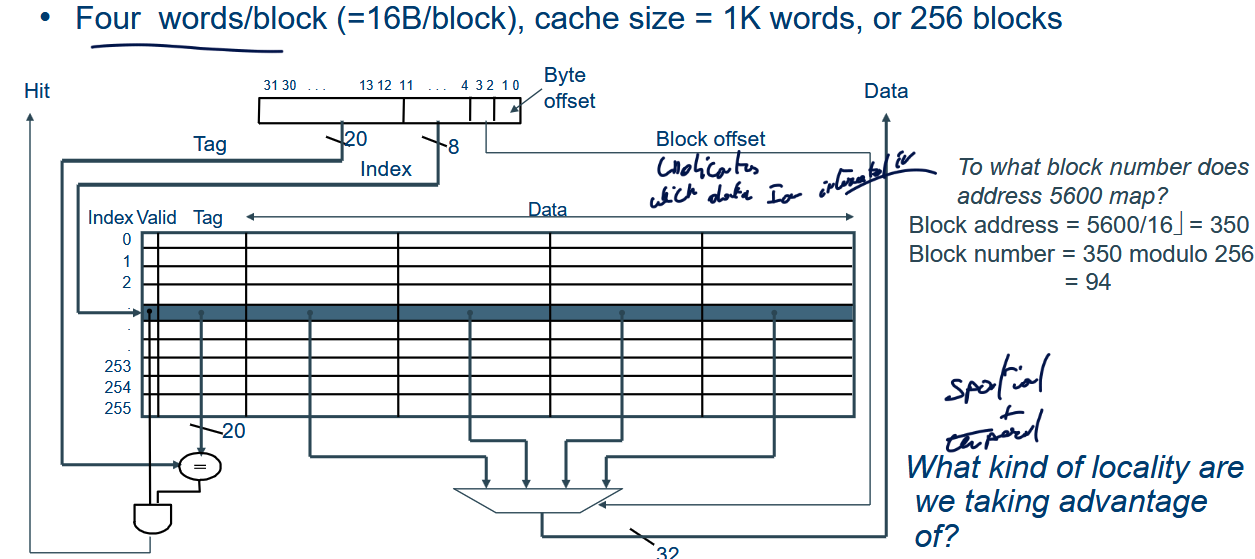 • Four words/block (=16B/block), cache size = 1K words, or 256 blocks
Hit
31 30 . . . 13 12 11 . . . 4 3 2 1 0
Byte
offset
Data
20
8
Tag
Index
Block offset
indicates
which data I am interested in
To what block number does
address 5600 map?
Block address = 5600/16⌋ = 350
Block number = 350 modulo 256
= 94
Index Valid Tag
Data
0
1
2
.
.
.
253
254
255
20
=
32
spatial
+
temporal
What kind of locality are
we taking advantage
of?